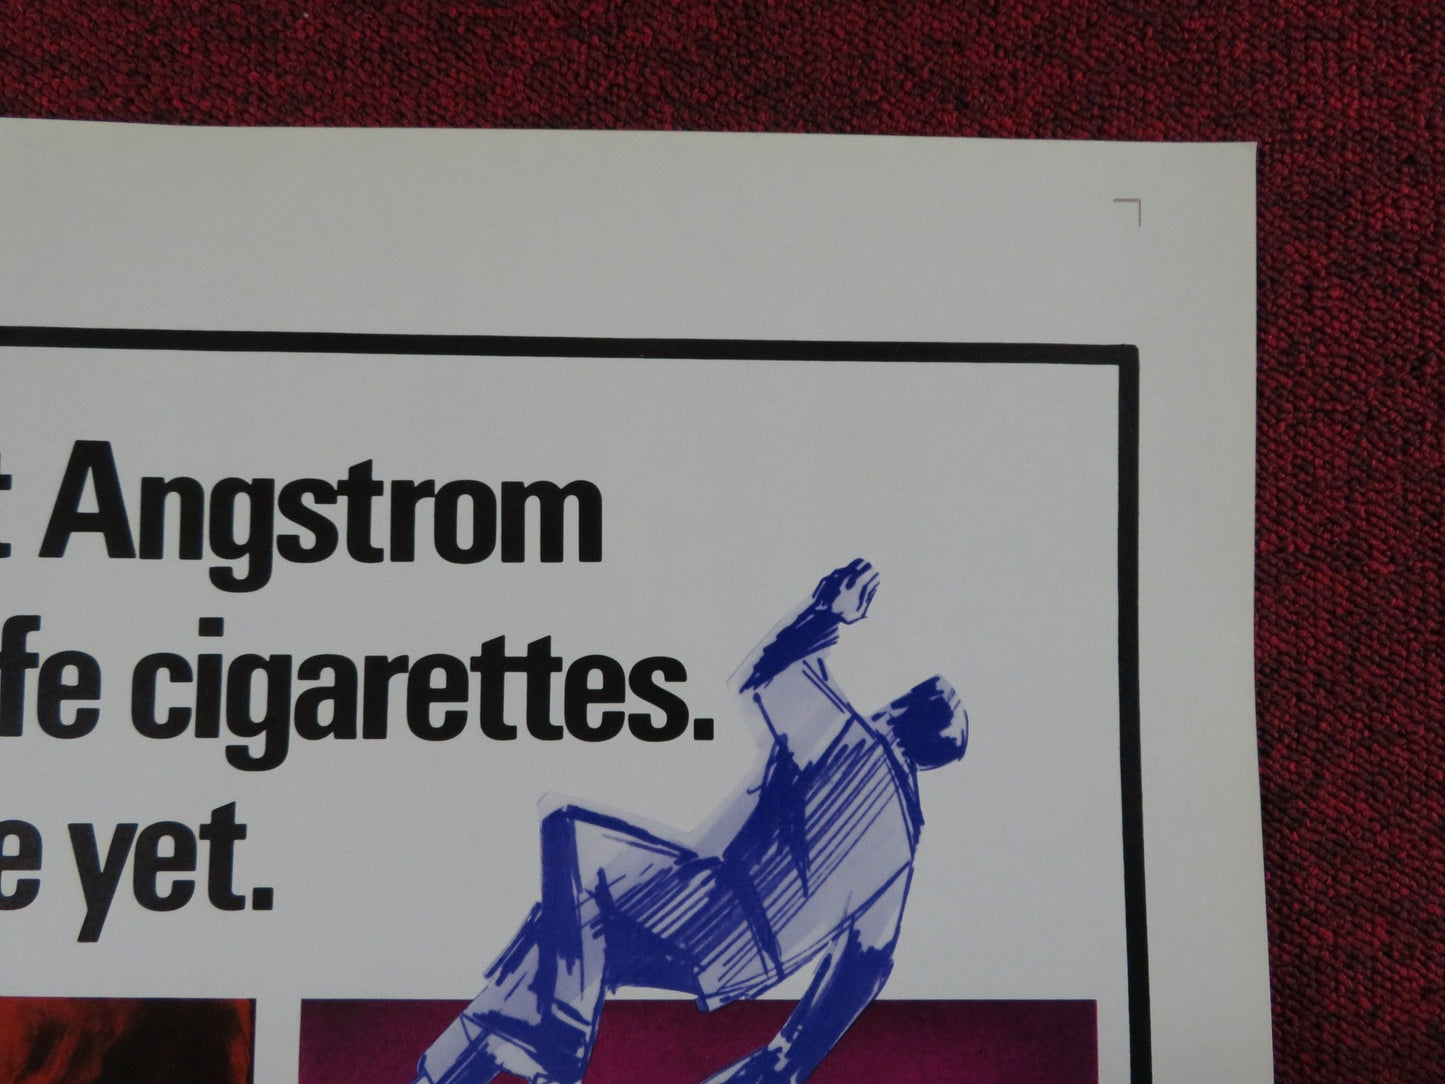 t Angstrom
fe cigarettes.
e yet.